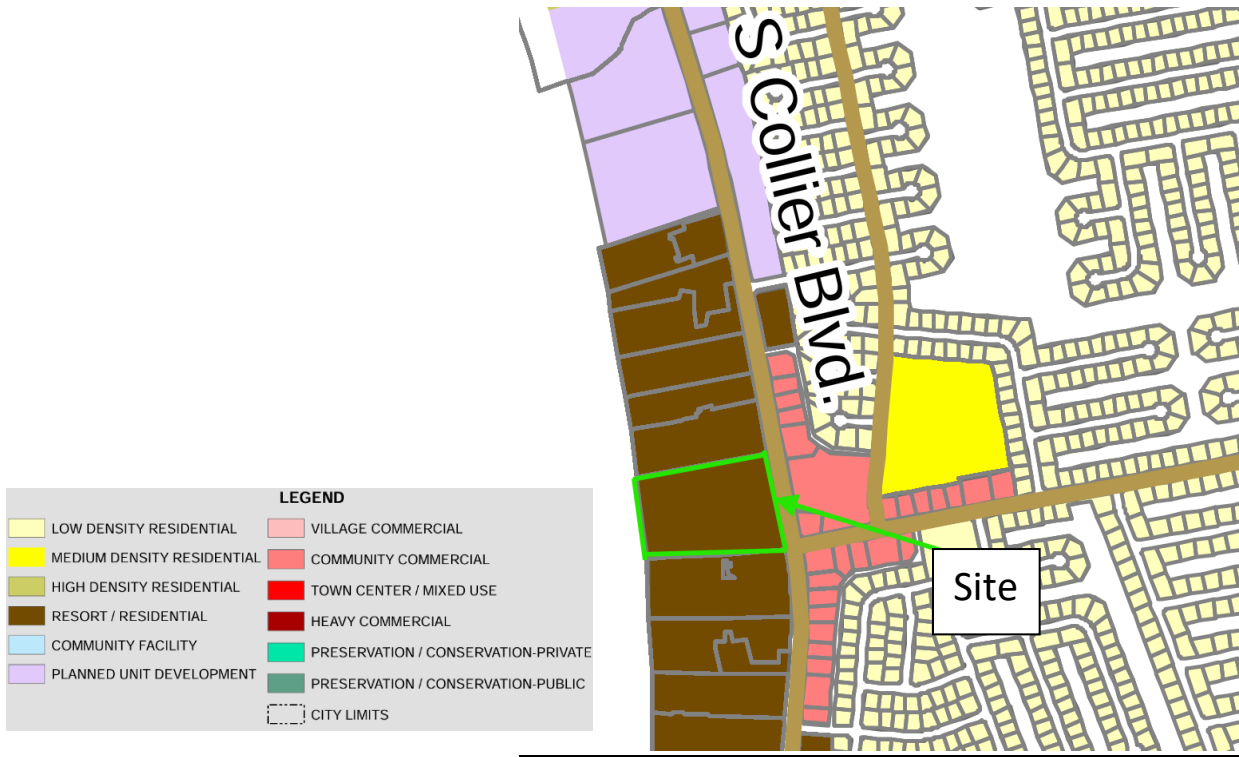 S Collier Blvd.
Site
LEGEND
LOW DENSITY RESIDENTIAL
MEDIUM DENSITY RESIDENTIAL
HIGH DENSITY RESIDENTIAL
RESORT / RESIDENTIAL
COMMUNITY FACILITY
PLANNED UNIT DEVELOPMENT
VILLAGE COMMERCIAL
COMMUNITY COMMERCIAL
TOWN CENTER / MIXED USE
HEAVY COMMERCIAL
PRESERVATION / CONSERVATION-PRIVATE
PRESERVATION / CONSERVATION-PUBLIC
CITY LIMITS